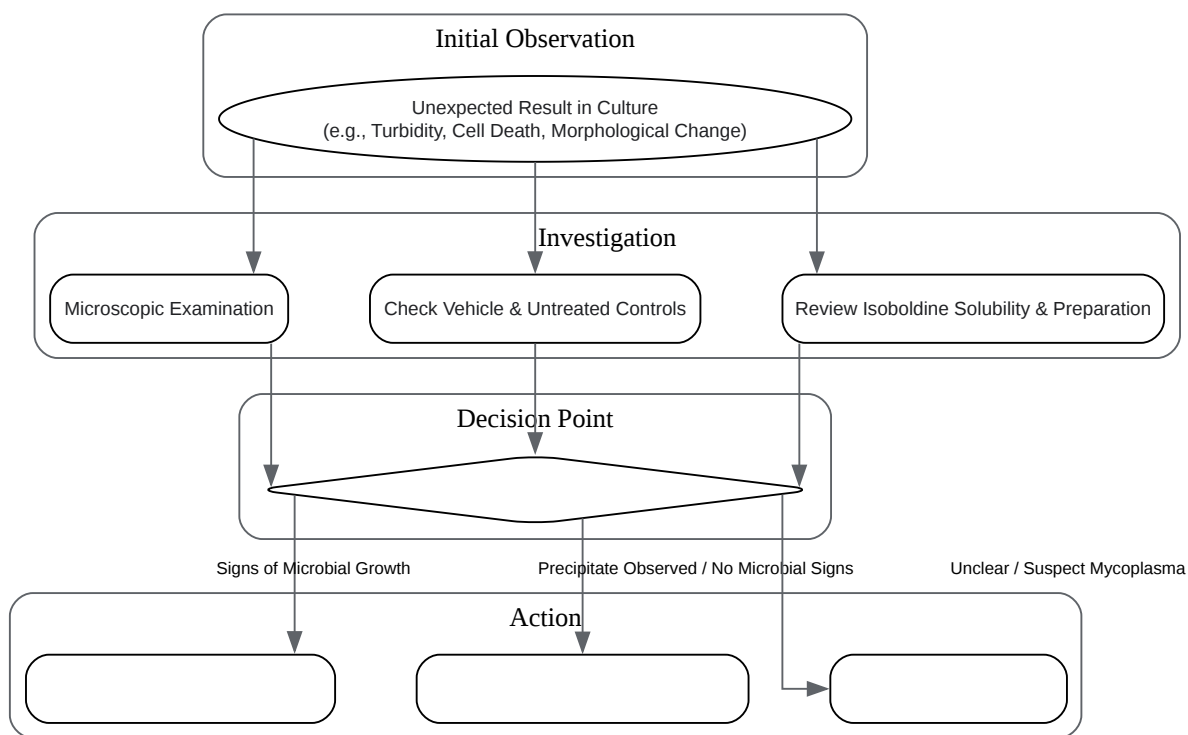 Initial Observation
Unexpected Result in Culture
(e.g., Turbidity, Cell Death, Morphological Change)
Investigation
Microscopic Examination
Check Vehicle & Untreated Controls
Review Isoboldine Solubility & Preparation
Decision Point
Signs of Microbial Growth
Precipitate Observed / No Microbial Signs
Unclear / Suspect Mycoplasma
Action